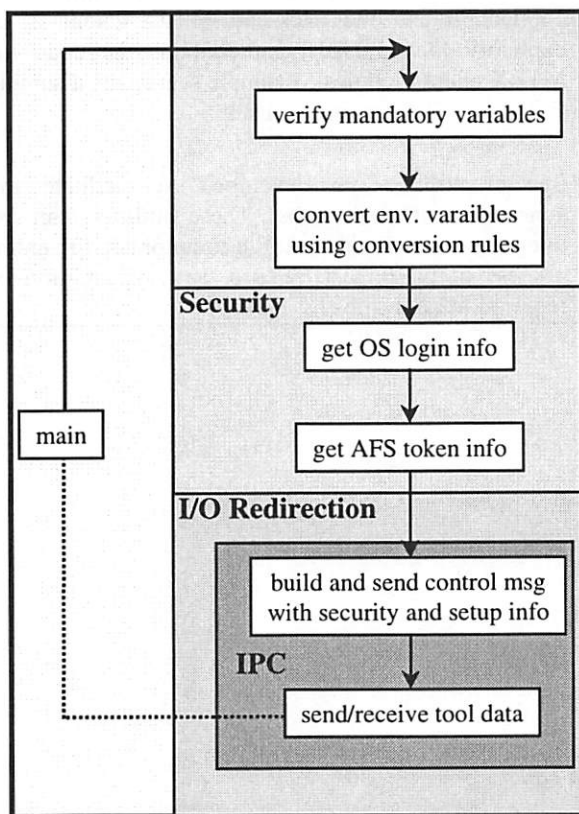 verify mandatory variables
convert env. varaibles
using conversion rules
Security
get OS login info
main
get AFS token info
I/O Redirection
build and send control msg
with security and setup info
IPC
send/receive tool data